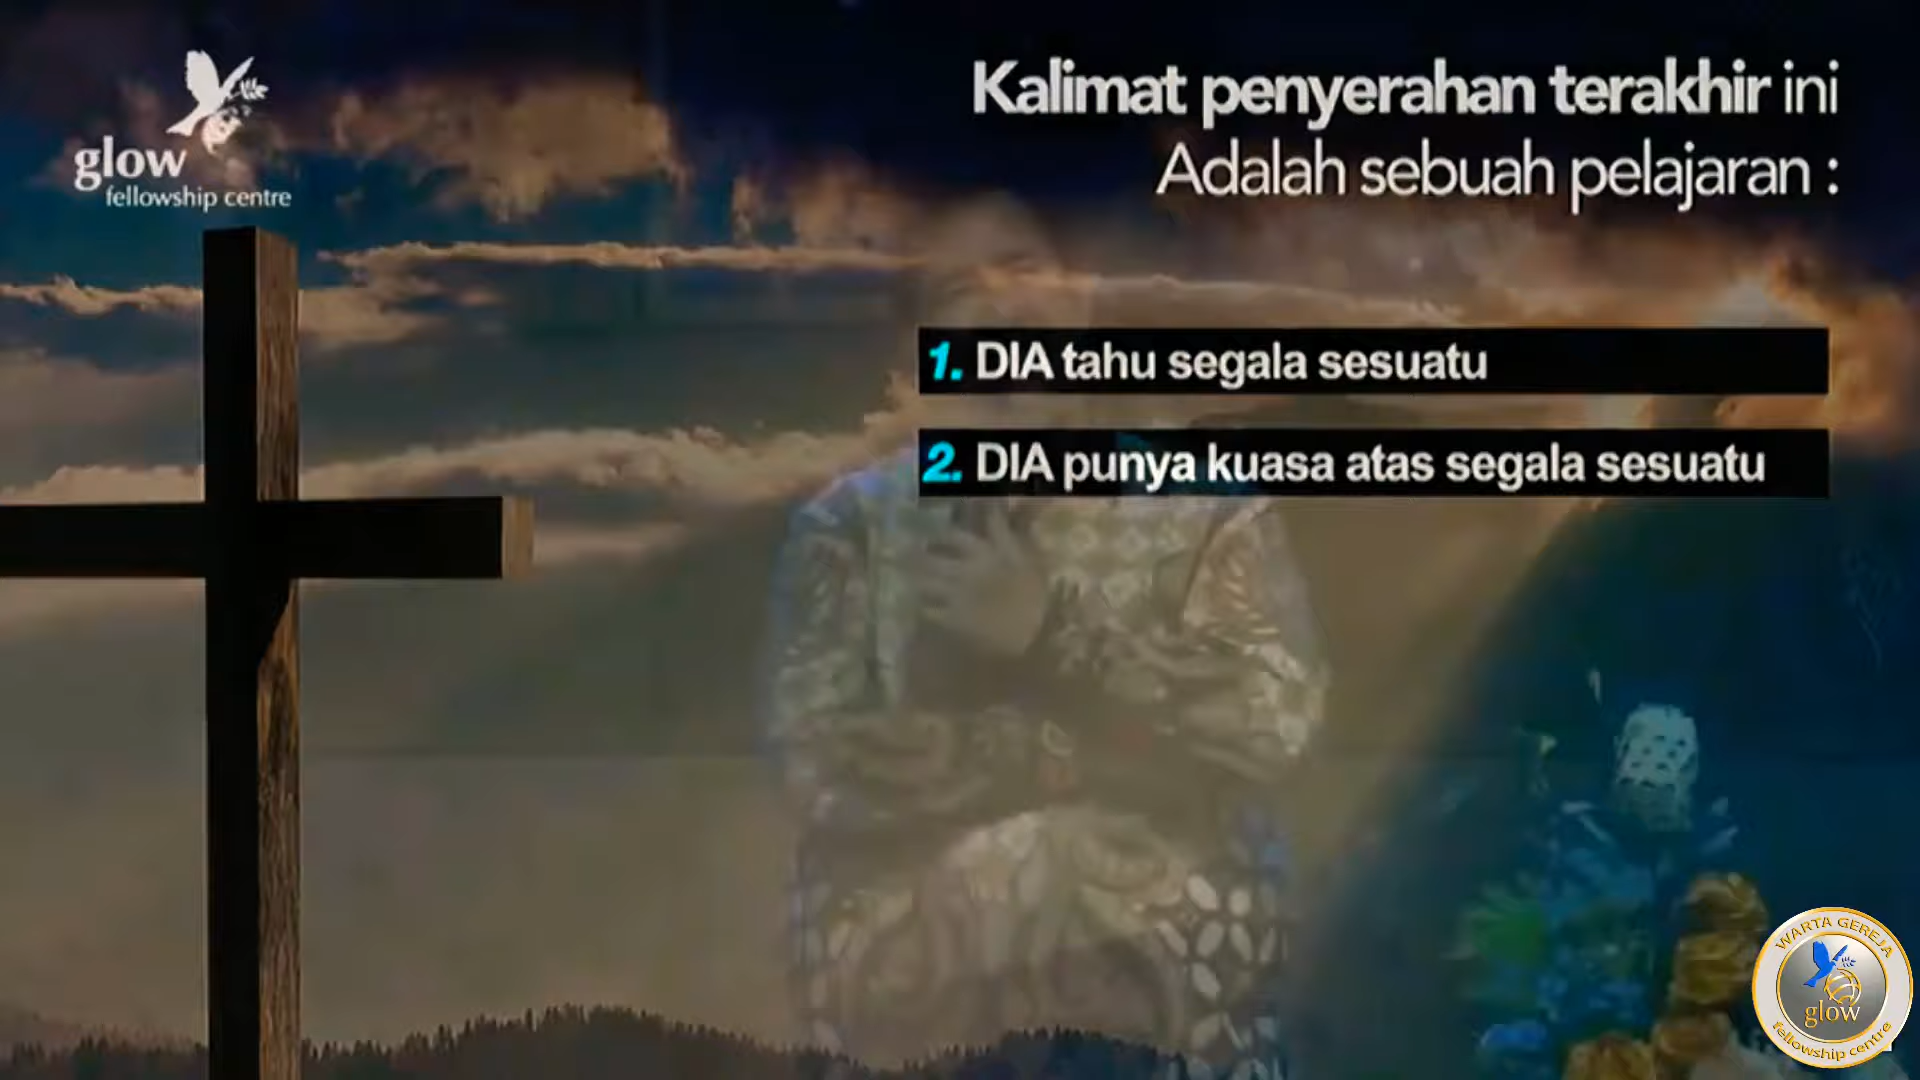 glow
fellowship centre
Kalimat penyerahan terakhir ini
Adalah sebuah pelajaran :
1. DIA tahu segala sesuatu
2. DIA punya kuasa atas segala sesuatu
WARTA GEREJA
glow
fellowship centre